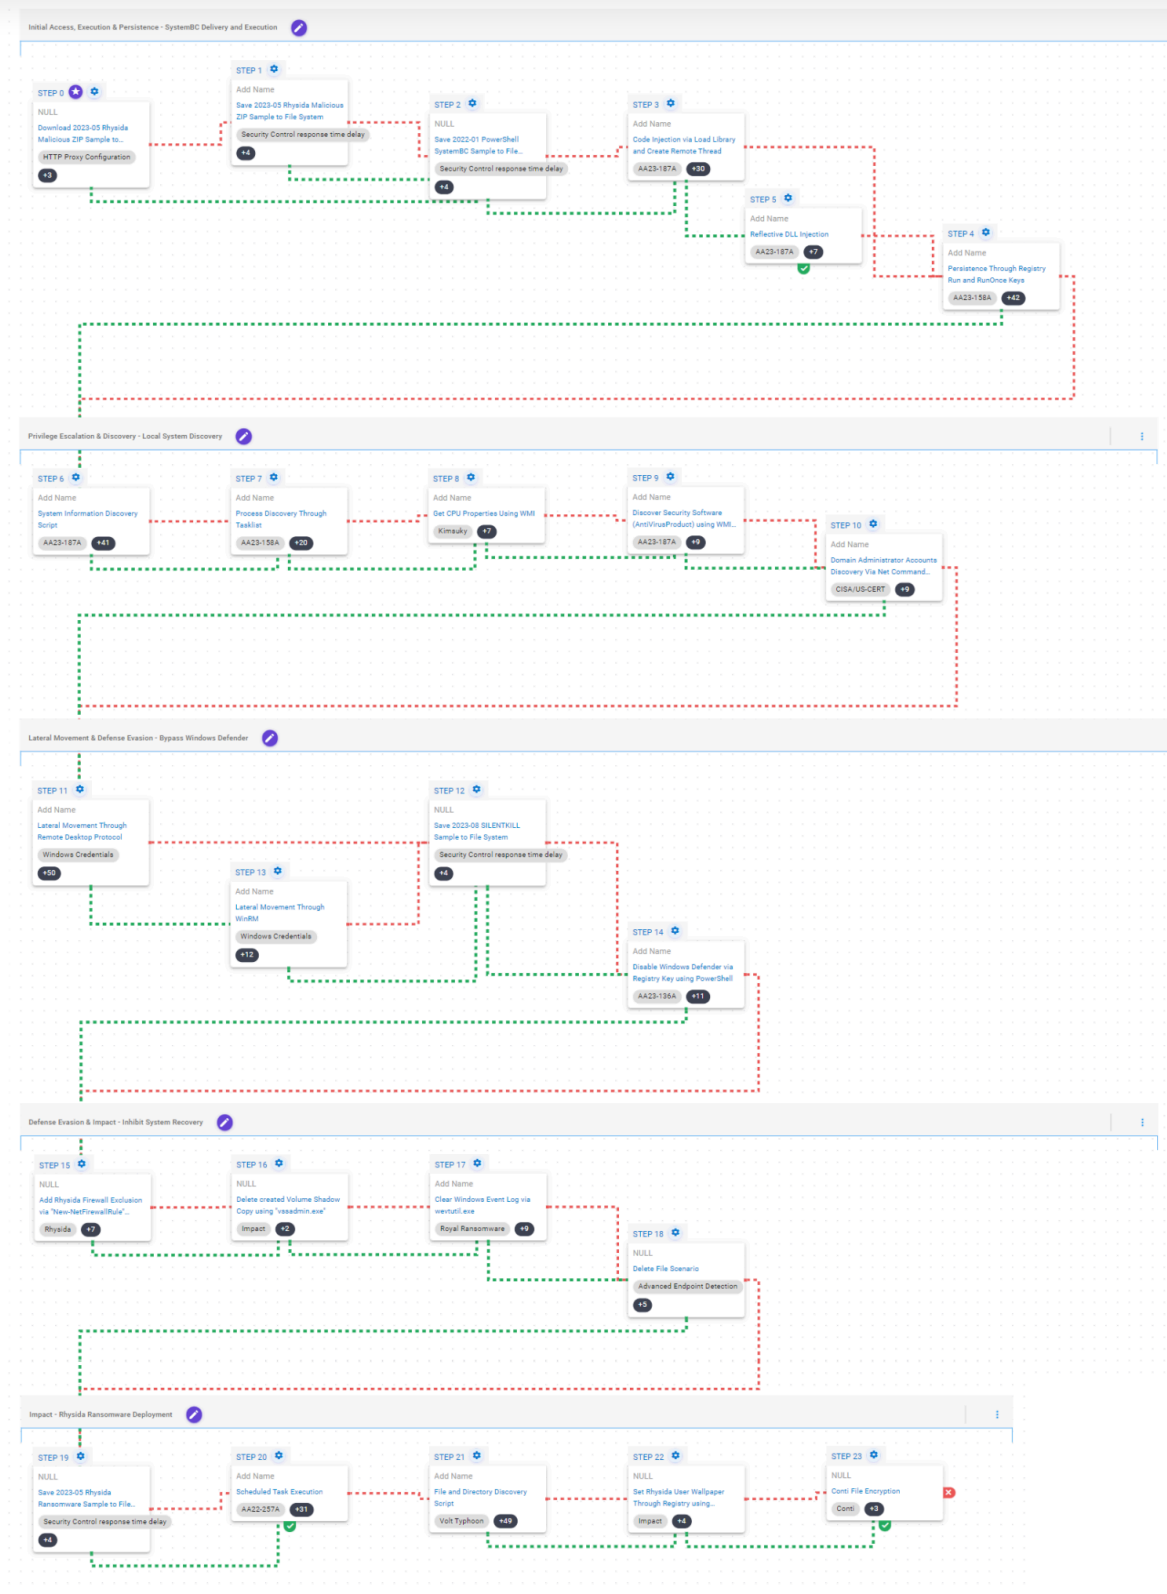 Initial Access, Execution & Persistence - SystemBC Delivery and Execution
STEP 0
NULL
Download 2023-05 Rhysida
Malicious ZIP Sample to...
HTTP Proxy Configuration
+3
STEP 1
Add Name
Save 2023-05 Rhysida Malicious
ZIP Sample to File System
Security Control response time delay
+4
STEP 2
NULL
Save 2022-01 PowerShell
SystemBC Sample to File...
Security Control response time delay
+4
STEP 3
Add Name
Code Injection via Load Library
and Create Remote Thread
AA23-187A +30
STEP 5
Add Name
Reflective DLL Injection
AA23-187A +7
STEP 4
Add Name
Persistence Through Registry
Run and RunOnce Keys
AA23-158A +42
Privilege Escalation & Discovery - Local System Discovery
STEP 6
Add Name
System Information Discovery
Script
AA23-187A +41
STEP 7
Add Name
Process Discovery Through
Tasklist
AA23-158A +20
STEP 8
Add Name
Get CPU Properties Using WMI
Kimsuky +7
STEP 9
Add Name
Discover Security Software
(AntiVirusProduct) using WMI...
AA23-187A +9
STEP 10
Add Name
Domain Administrator Accounts
Discovery Via Net Command...
CISA/US-CERT +9
Lateral Movement & Defense Evasion - Bypass Windows Defender
STEP 11
Add Name
Lateral Movement Through
Remote Desktop Protocol
Windows Credentials
+50
STEP 13
Add Name
Lateral Movement Through
WinRM
Windows Credentials
+12
STEP 12
NULL
Save 2023-08 SILENTKILL
Sample to File System
Security Control response time delay
+4
STEP 14
Add Name
Disable Windows Defender via
Registry Key using PowerShell
AA23-136A +11
Defense Evasion & Impact - Inhibit System Recovery
STEP 15
NULL
Add Rhysida Firewall Exclusion
via "New-NetFirewallRule"...
Rhysida +7
STEP 16
NULL
Delete created Volume Shadow
Copy using "vssadmin.exe"
Impact +2
STEP 17
Add Name
Clear Windows Event Log via
wevtutil.exe
Royal Ransomware +9
STEP 18
NULL
Delete File Scenario
Advanced Endpoint Detection
+5
Impact - Rhysida Ransomware Deployment
STEP 19
NULL
Save 2023-05 Rhysida
Ransomware Sample to File...
Security Control response time delay
+4
STEP 20
Add Name
Scheduled Task Execution
AA22-257A +31
STEP 21
Add Name
File and Directory Discovery
Script
Volt Typhoon +49
STEP 22
NULL
Set Rhysida User Wallpaper
Through Registry using...
Impact +4
STEP 23
NULL
Conti File Encryption
Conti +3